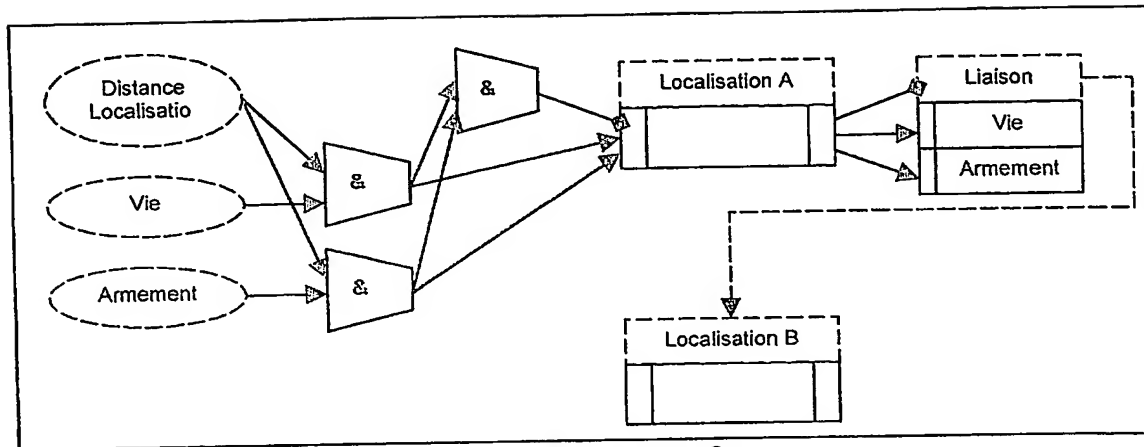 Distance
Localisatio
Vie
Armement
&
&
&
Localisation A
Liaison
Vie
Armement
Localisation B